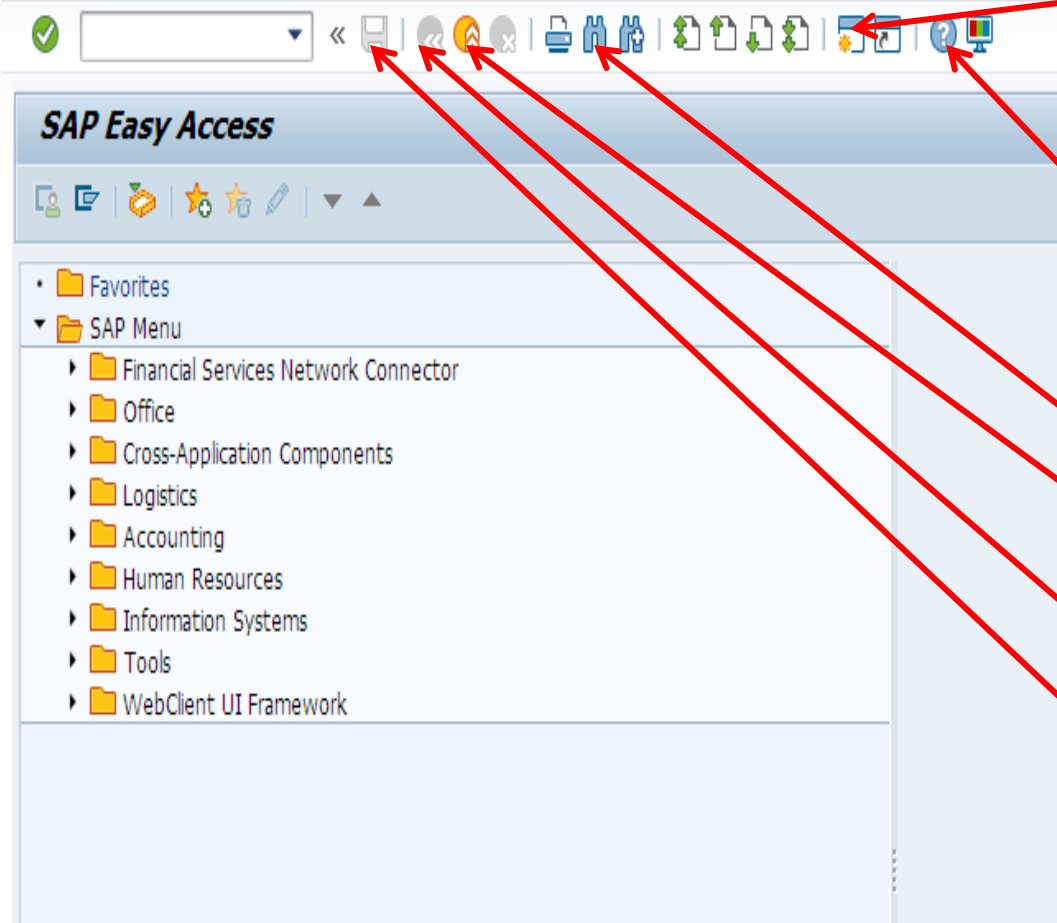 SAP Easy Access
Favorites
SAP Menu
Financial Services Network Connector
Office
Cross-Application Components
Logistics
Accounting
Human Resources
Information Systems
Tools
WebClient UI Framework